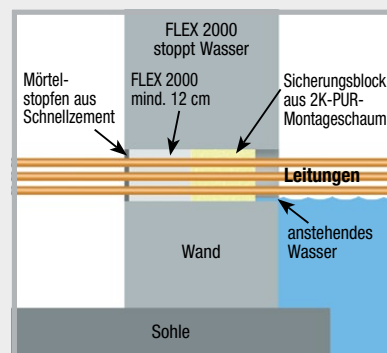 FLEX 2000
stoppt Wasser
Mörtel-
stopfen aus
Schnellzement
FLEX 2000
mind. 12 cm
Sicherungsblock
aus 2K-PUR-
Montageschaum
Leitungen
anstehendes
Wasser
Wand
Sohle